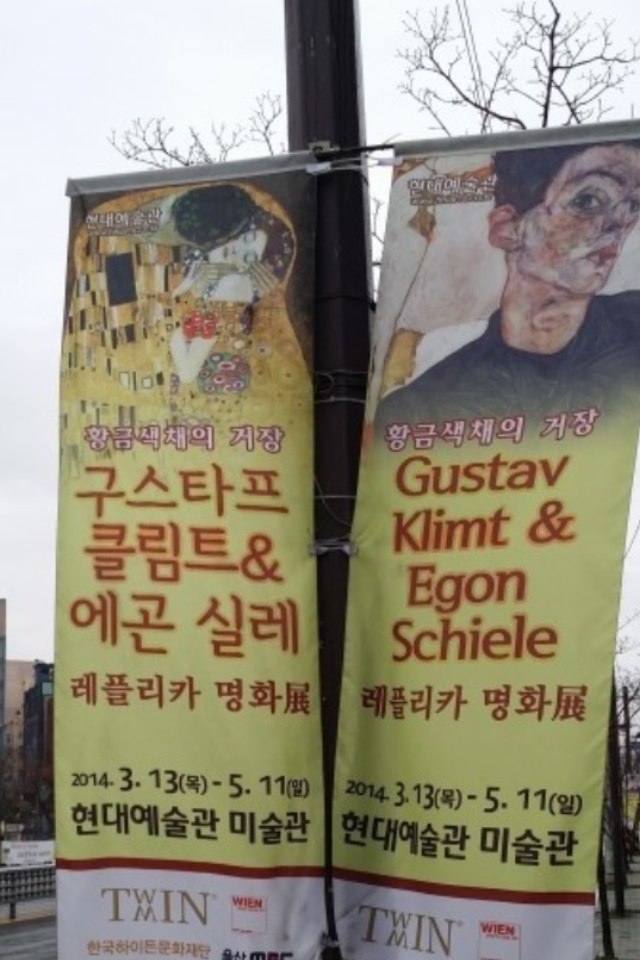 현대예술관
황금색채의 거장
구스타프
클림트&
에곤 실레
레플리카 명화展
2014. 3. 13(목) - 5. 11(일)
현대예술관 미술관
TWIN
WIEN
한국하이든문화재단
울산 MBC
현대예술관
황금색채의 거장
Gustav
Klimt &
Egon
Schiele
레플리카 명화展
2014. 3. 13(목) - 5. 11(일)
현대예술관 미술관
TWIN
WIEN